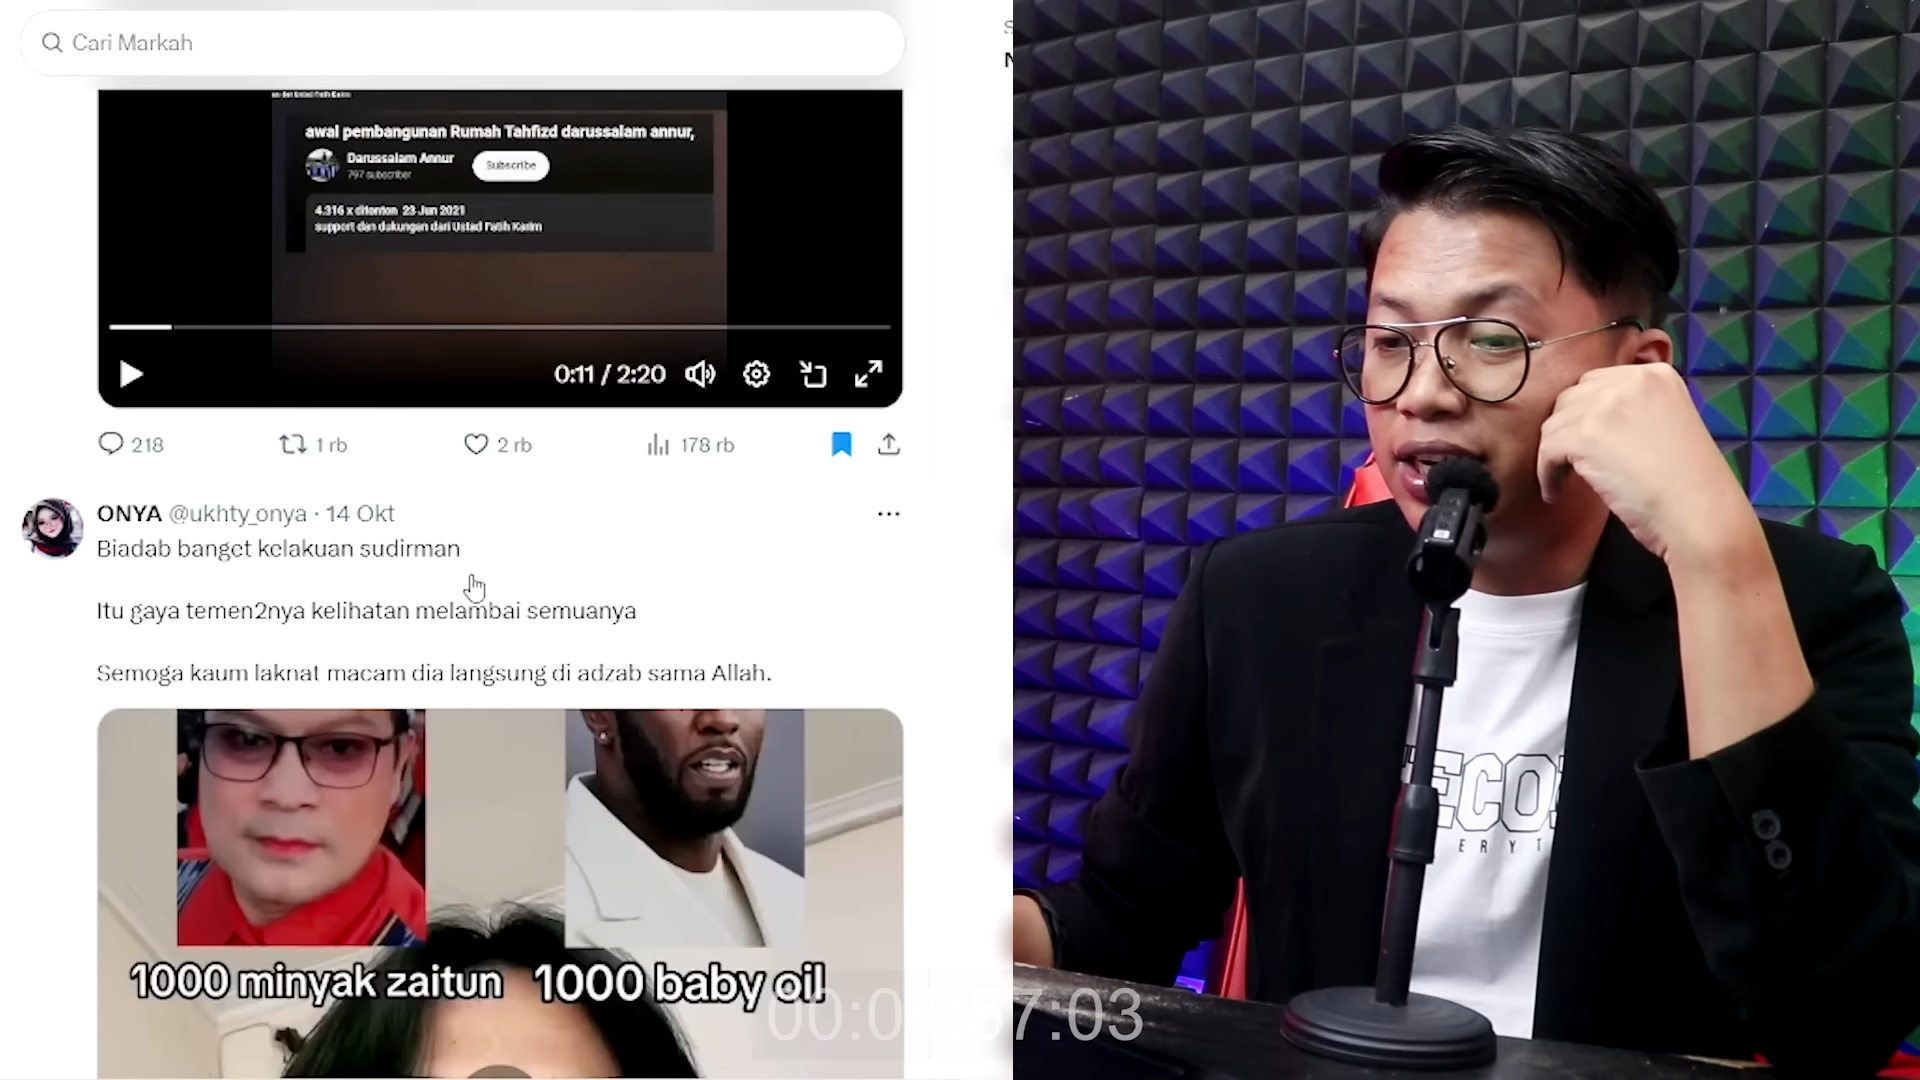 Cari Markah
awal pembangunan Rumah Tahfizd darussalam annur,
Darussalam Annur
797 subscriber
Subscribe
4.316 x ditonton 23 Jun 2021
support dan dukungan dari Ustad Fatih Karim
0:11 / 2:20
218
1 rb
2 rb
178 rb
ONYA @ukhty_onya · 14 Okt
Biadab banget kelakuan sudirman
Itu gaya temen2nya kelihatan melambai semuanya
Semoga kaum laknat macam dia langsung di adzab sama Allah.
1000 minyak zaitun
1000 baby oil
ECO
ERYT